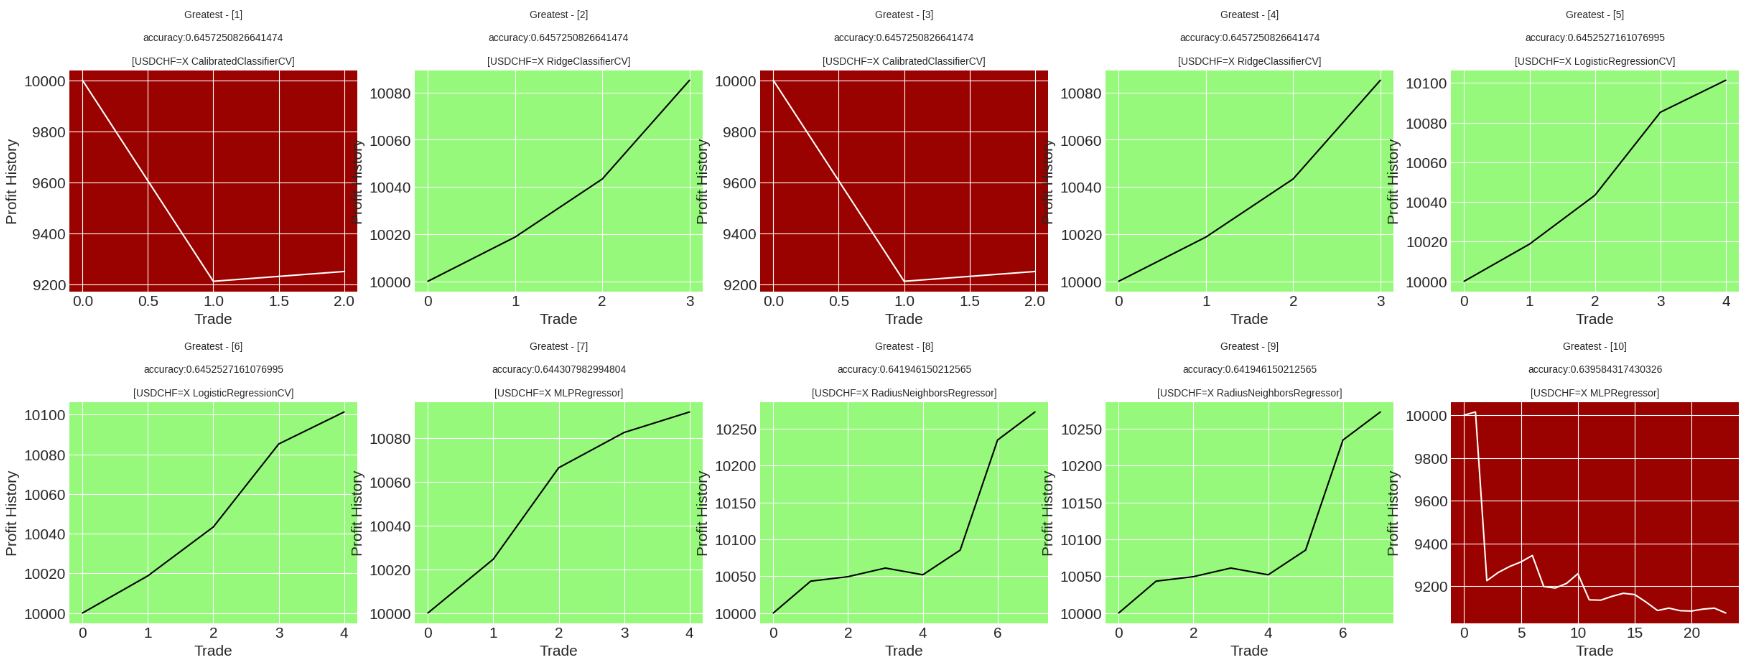 Greatest - [1]
accuracy:0.6457250826641474
[USDCHF=X CalibratedClassifierCV]
Profit History
10000
9800
9600
9400
9200
0.0 0.5 1.0 1.5 2.0
Trade
Greatest - [2]
accuracy:0.6457250826641474
[USDCHF=X RidgeClassifierCV]
Profit History
10080
10060
10040
10020
10000
0 1 2 3
Trade
Greatest - [3]
accuracy:0.6457250826641474
[USDCHF=X CalibratedClassifierCV]
Profit History
10000
9800
9600
9400
9200
0.0 0.5 1.0 1.5 2.0
Trade
Greatest - [4]
accuracy:0.6457250826641474
[USDCHF=X RidgeClassifierCV]
Profit History
10080
10060
10040
10020
10000
0 1 2 3
Trade
Greatest - [5]
accuracy:0.6452527161076995
[USDCHF=X LogisticRegressionCV]
Profit History
10100
10080
10060
10040
10020
10000
0 1 2 3 4
Trade
Greatest - [6]
accuracy:0.6452527161076995
[USDCHF=X LogisticRegressionCV]
Profit History
10100
10080
10060
10040
10020
10000
0 1 2 3 4
Trade
Greatest - [7]
accuracy:0.644307982994804
[USDCHF=X MLPRegressor]
Profit History
10080
10060
10040
10020
10000
0 1 2 3 4
Trade
Greatest - [8]
accuracy:0.641946150212565
[USDCHF=X RadiusNeighborsRegressor]
Profit History
10250
10200
10150
10100
10050
10000
0 2 4 6
Trade
Greatest - [9]
accuracy:0.641946150212565
[USDCHF=X RadiusNeighborsRegressor]
Profit History
10250
10200
10150
10100
10050
10000
0 2 4 6
Trade
Greatest - [10]
accuracy:0.639584317430326
[USDCHF=X MLPRegressor]
Profit History
10000
9800
9600
9400
9200
0 5 10 15 20
Trade